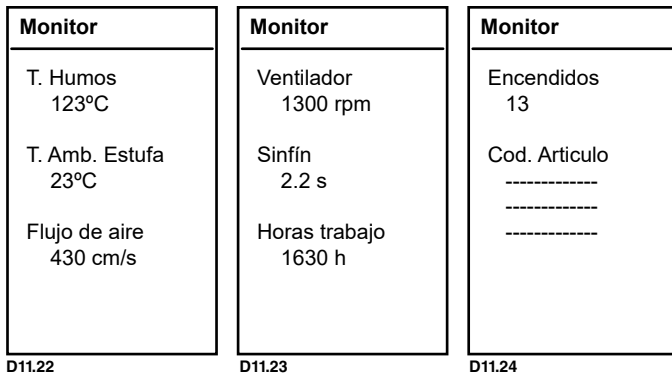 Monitor
T. Humos
123ºC
T. Amb. Estufa
23ºC
Flujo de aire
430 cm/s
D11.22
Monitor
Ventilador
1300 rpm
Sinfín
2.2 s
Horas trabajo
1630 h
D11.23
Monitor
Encendidos
13
Cod. Articulo
-------------
-------------
-------------
D11.24